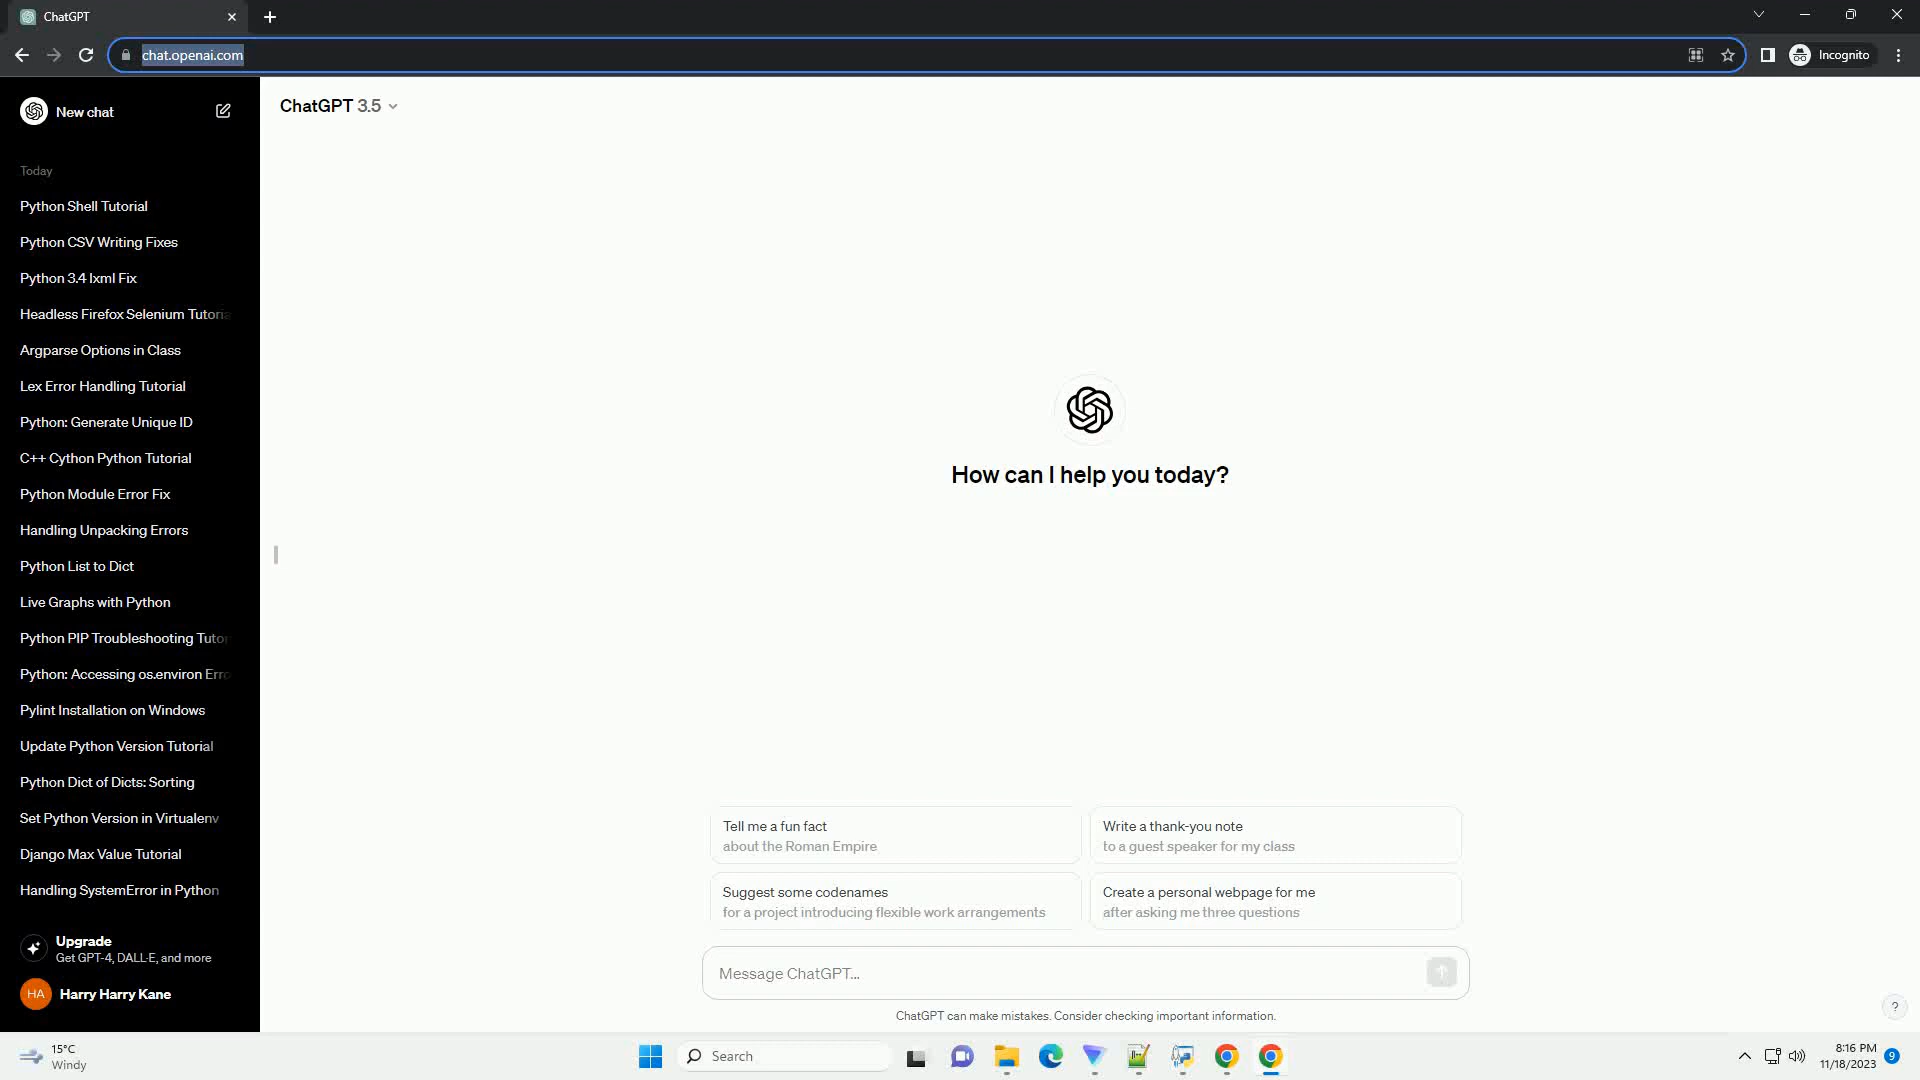 ChatGPT
chat.openai.com
Incognito
New chat
ChatGPT 3.5
Today
Python Shell Tutorial
Python CSV Writing Fixes
Python 3.4 lxml Fix
Headless Firefox Selenium Tutoria
Argparse Options in Class
Lex Error Handling Tutorial
Python: Generate Unique ID
C++ Cython Python Tutorial
Python Module Error Fix
Handling Unpacking Errors
Python List to Dict
Live Graphs with Python
Python PIP Troubleshooting Tutor
Python: Accessing os.environ Erro
Pylint Installation on Windows
Update Python Version Tutorial
Python Dict of Dicts: Sorting
Set Python Version in Virtualenv
Django Max Value Tutorial
Handling SystemError in Python
Upgrade
Get GPT-4, DALL·E, and more
HA
Harry Harry Kane
How can I help you today?
Tell me a fun fact
about the Roman Empire
Write a thank-you note
to a guest speaker for my class
Suggest some codenames
for a project introducing flexible work arrangements
Create a personal webpage for me
after asking me three questions
Message ChatGPT...
ChatGPT can make mistakes. Consider checking important information.
?
15°C
Windy
Search
8:16 PM
11/18/2023
9